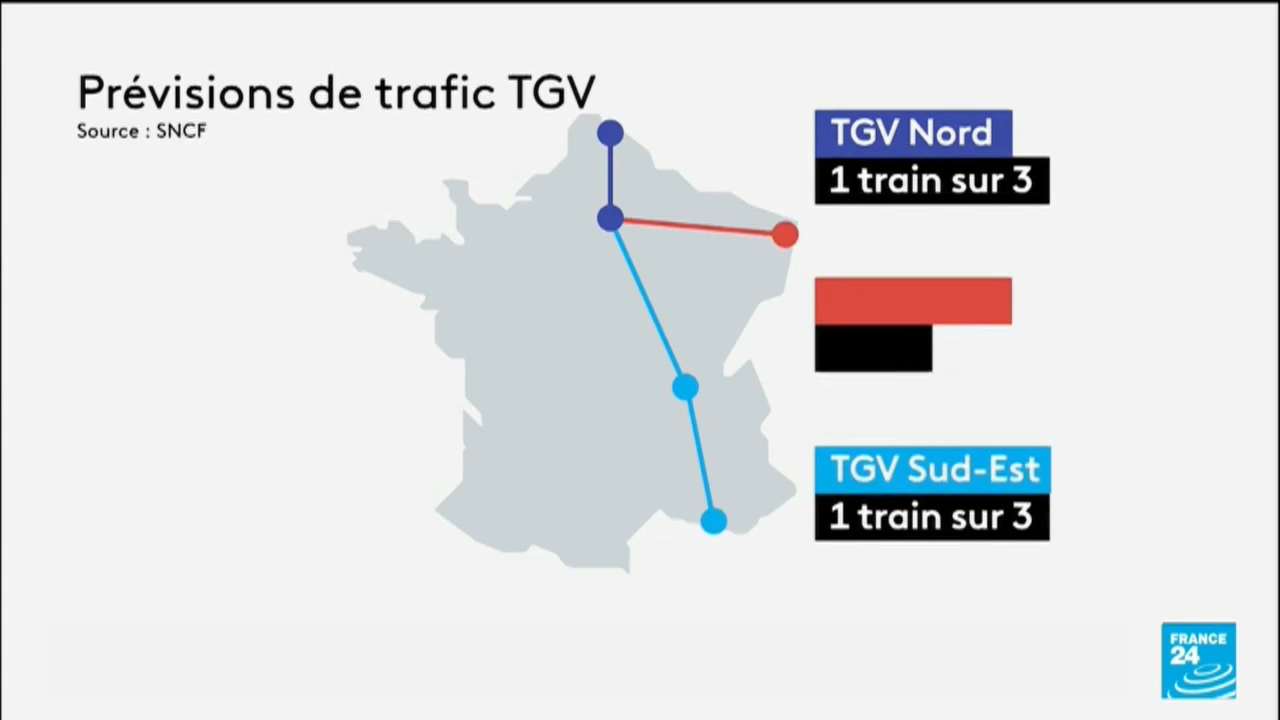 Prévisions de trafic TGV
Source : SNCF
TGV Nord
1 train sur 3
TGV Sud-Est
1 train sur 3
FRANCE
24